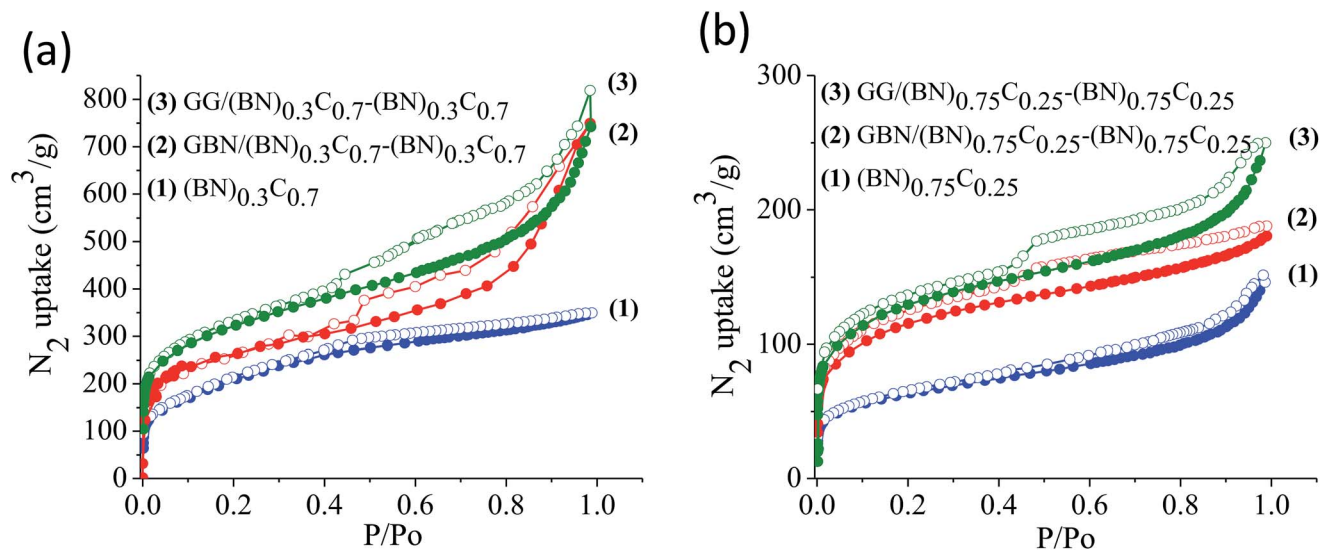 (a)
800
700
600
500
400
300
200
100
0
N2 uptake (cm3/g)
(3) GG/(BN)0.3C0.7-(BN)0.3C0.7
(2) GBN/(BN)0.3C0.7-(BN)0.3C0.7
(1) (BN)0.3C0.7
(3)
(2)
(1)
0.0 0.2 0.4 0.6 0.8 1.0
P/Po
(b)
300
200
100
0
N2 uptake (cm3/g)
(3) GG/(BN)0.75C0.25-(BN)0.75C0.25
(2) GBN/(BN)0.75C0.25-(BN)0.75C0.25
(1) (BN)0.75C0.25
(3)
(2)
(1)
0.0 0.2 0.4 0.6 0.8 1.0
P/Po